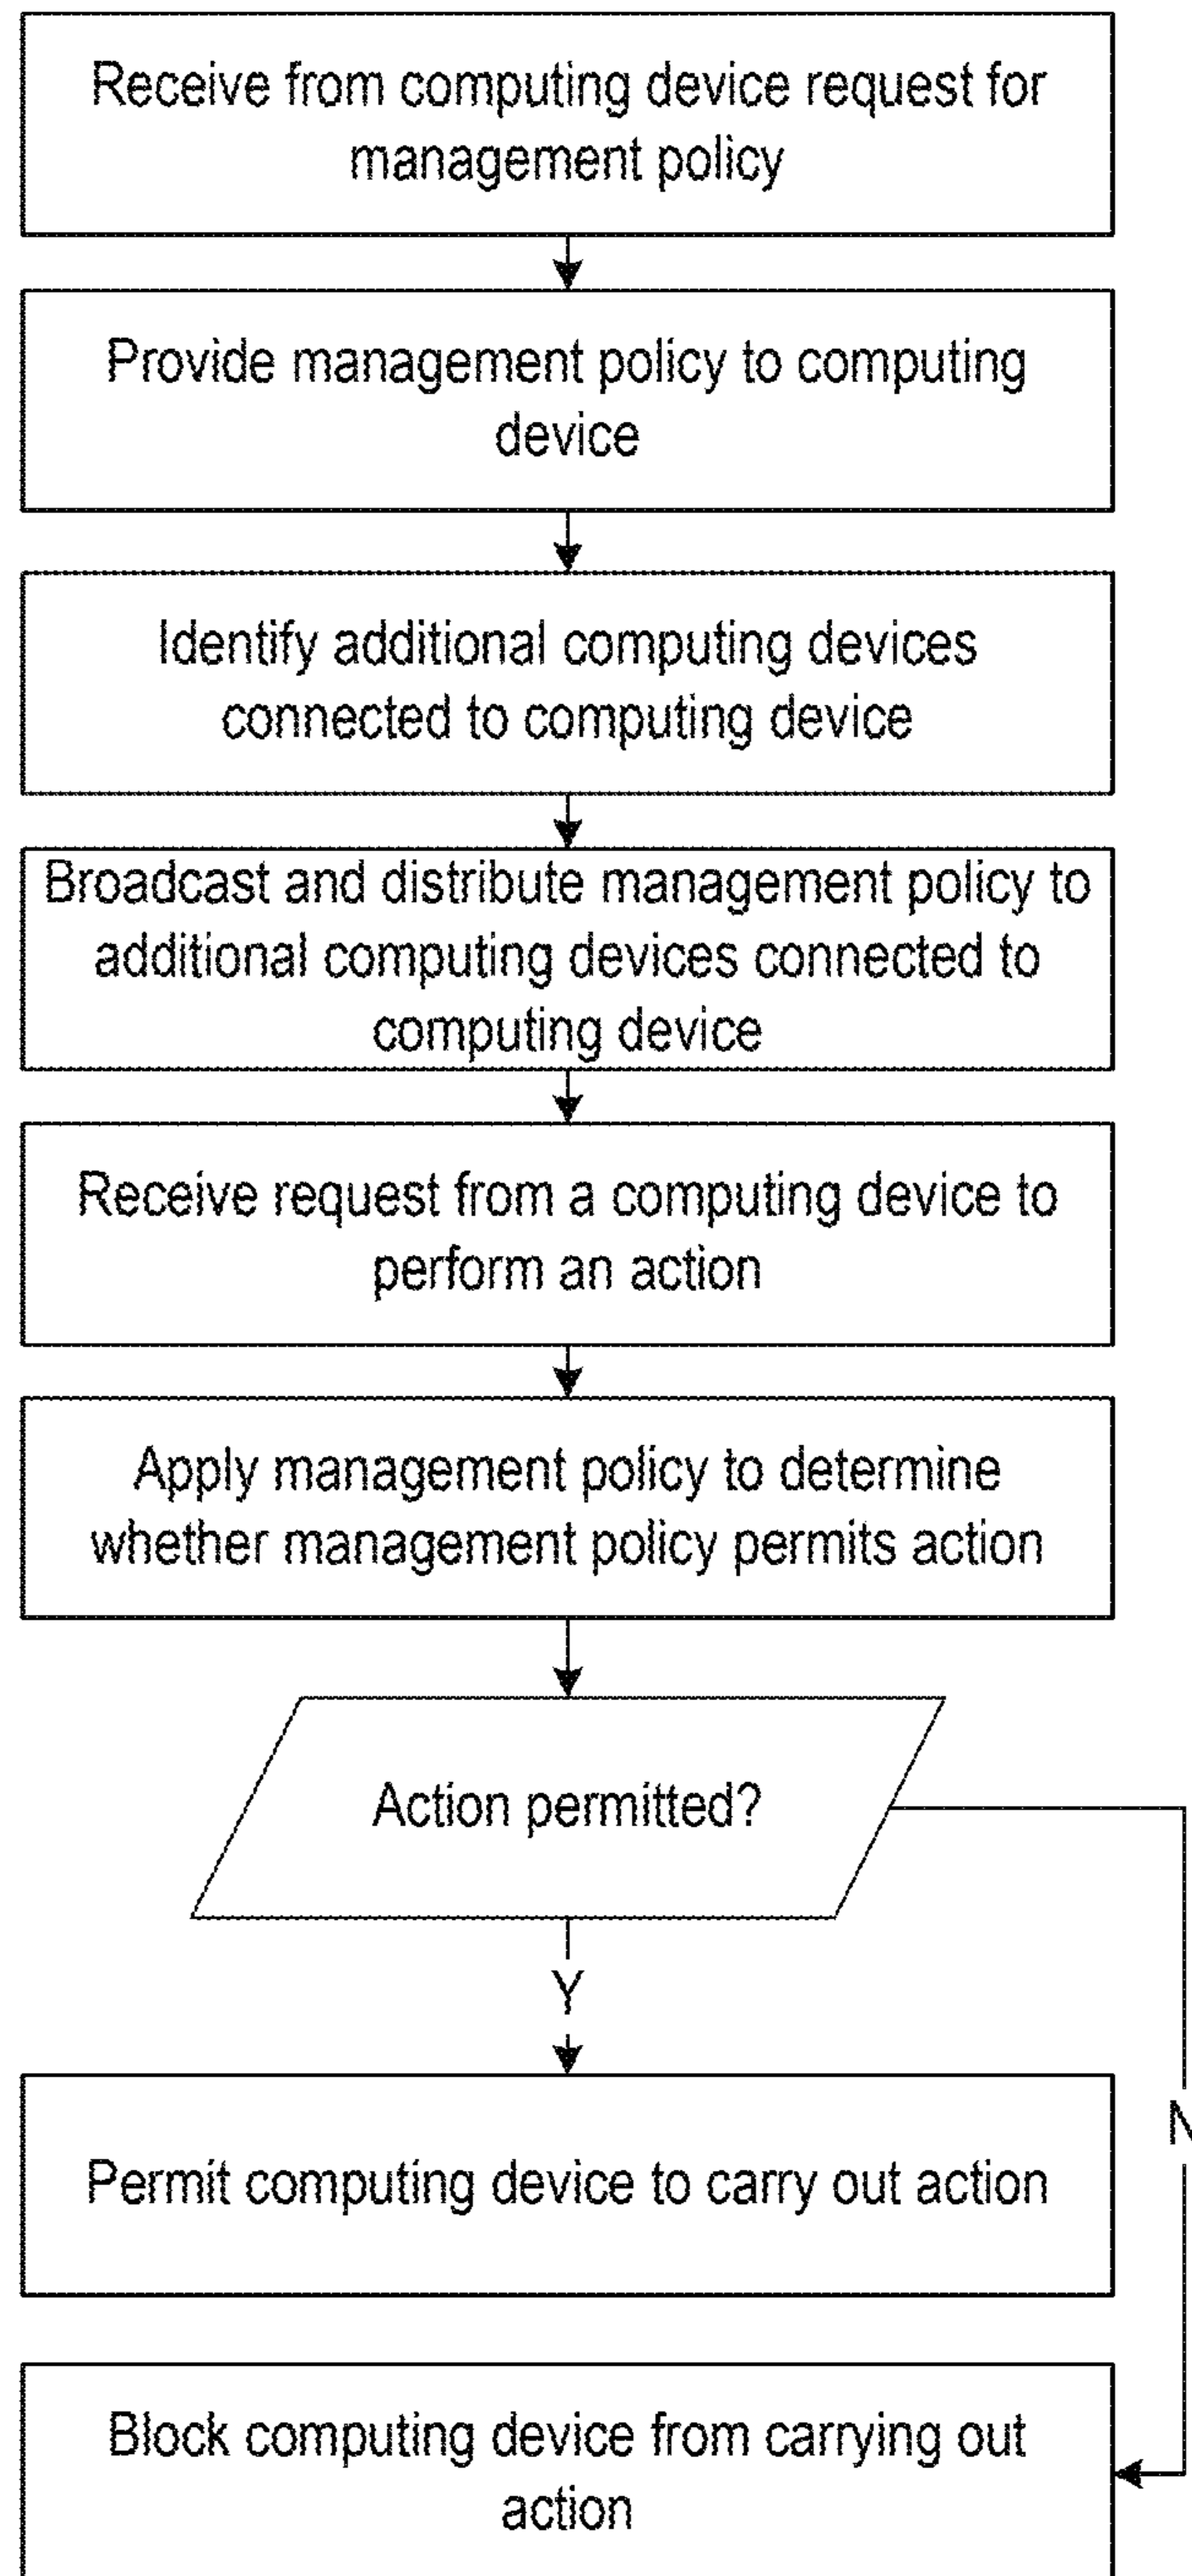 Receive from computing device request for
management policy
Provide management policy to computing
device
Identify additional computing devices
connected to computing device
Broadcast and distribute management policy to
additional computing devices connected to
computing device
Receive request from a computing device to
perform an action
Apply management policy to determine
whether management policy permits action
Action permitted?
Y
N
Permit computing device to carry out action
Block computing device from carrying out
action